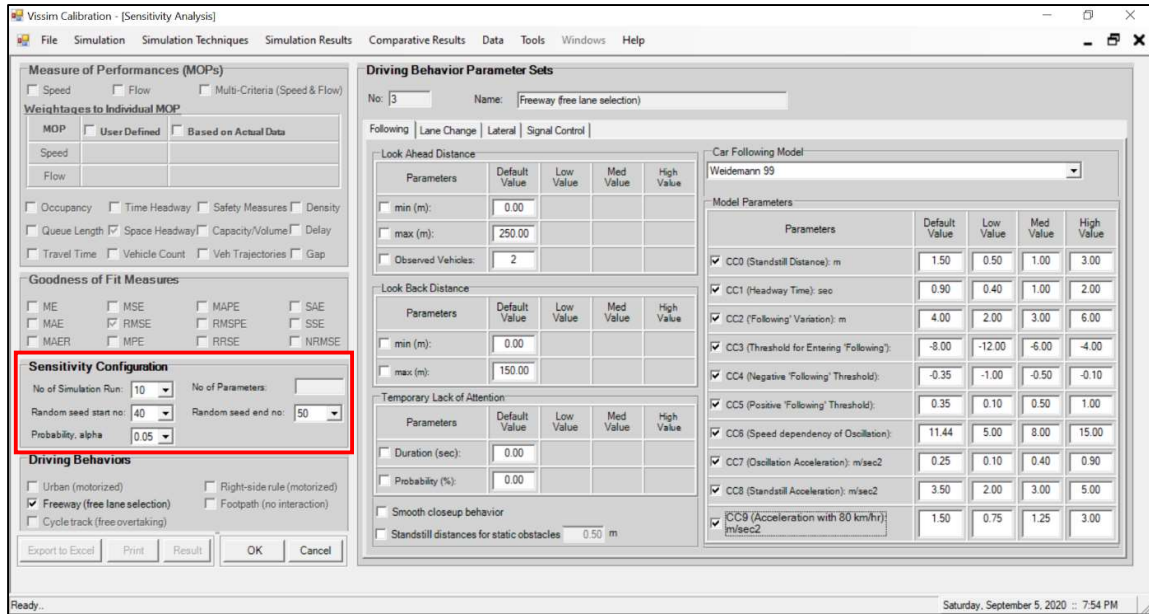 Vissim Calibration - [Sensitivity Analysis]
File Simulation Simulation Techniques Simulation Results Comparative Results Data Tools Windows Help
Measure of Performances (MOPs)
Speed Flow Multi-Criteria (Speed & Flow)
Weightages to Individual MOP
MOP User Defined Based on Actual Data
Speed
Flow
Occupancy Time Headway Safety Measures Density
Queue Length Space Headway Capacity/Volume Delay
Travel Time Vehicle Count Veh Trajectories Gap
Goodness of Fit Measures
ME MSE MAPE SAE
MAE RMSE RMSPE SSE
MAER MPE RRSE NRMSE
Sensitivity Configuration
No of Simulation Run: 10 No of Parameters:
Random seed start no: 40 Random seed end no: 50
Probability, alpha 0.05
Driving Behaviors
Urban (motorized) Right-side rule (motorized)
Freeway (free lane selection) Footpath (no interaction)
Cycle track (free overtaking)
Export to Excel Print Result OK Cancel
Driving Behavior Parameter Sets
No: 3 Name: Freeway (free lane selection)
Following Lane Change Lateral Signal Control
Look Ahead Distance
Parameters Default Value Low Value Med Value High Value
min (m): 0.00
max (m): 250.00
Observed Vehicles: 2
Look Back Distance
Parameters Default Value Low Value Med Value High Value
min (m): 0.00
max (m): 150.00
Temporary Lack of Attention
Parameters Default Value Low Value Med Value High Value
Duration (sec): 0.00
Probability (%): 0.00
Smooth closeup behavior
Standstill distances for static obstacles 0.50 m
Car Following Model
Weidemann 99
Model Parameters
Parameters Default Value Low Value Med Value High Value
CC0 (Standstill Distance): m 1.50 0.50 1.00 3.00
CC1 (Headway Time): sec 0.90 0.40 1.00 2.00
CC2 ('Following' Variation): m 4.00 2.00 3.00 6.00
CC3 (Threshold for Entering 'Following'): -8.00 -12.00 -6.00 -4.00
CC4 (Negative 'Following' Threshold): -0.35 -1.00 -0.50 -0.10
CC5 (Positive 'Following' Threshold): 0.35 0.10 0.50 1.00
CC6 (Speed dependency of Oscillation): 11.44 5.00 8.00 15.00
CC7 (Oscillation Acceleration): m/sec2 0.25 0.10 0.40 0.90
CC8 (Standstill Acceleration): m/sec2 3.50 2.00 3.00 5.00
CC9 (Acceleration with 80 km/hr): m/sec2 1.50 0.75 1.25 3.00
Ready..
Saturday, September 5, 2020 :: 7:54 PM